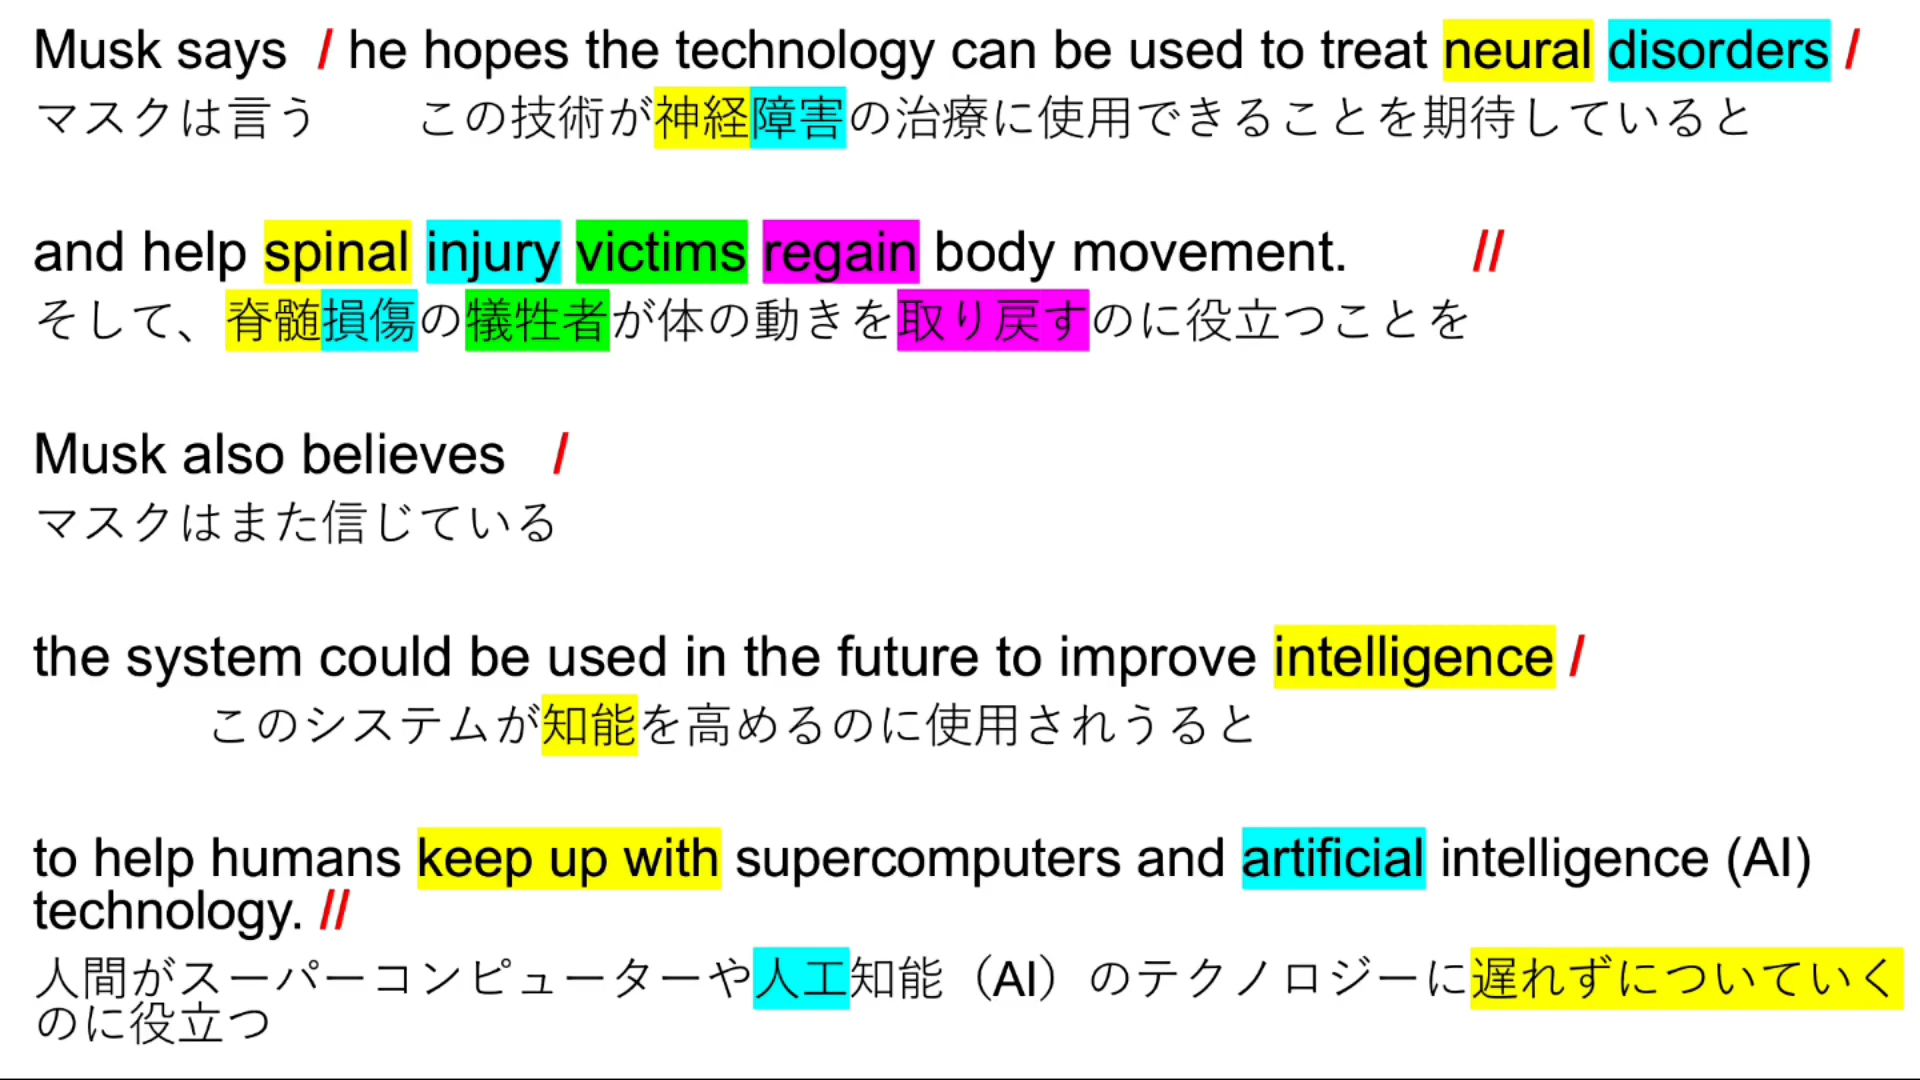 Musk says / he hopes the technology can be used to treat neural disorders /
マスクは言う この技術が神経障害の治療に使用できることを期待していると
and help spinal injury victims regain body movement. //
そして、脊髄損傷の犠牲者が体の動きを取り戻すのに役立つことを
Musk also believes /
マスクはまた信じている
the system could be used in the future to improve intelligence /
このシステムが知能を高めるのに使用されうると
to help humans keep up with supercomputers and artificial intelligence (AI)
technology. //
人間がスーパーコンピューターや人工知能（AI）のテクノロジーに遅れずについていく
のに役立つ